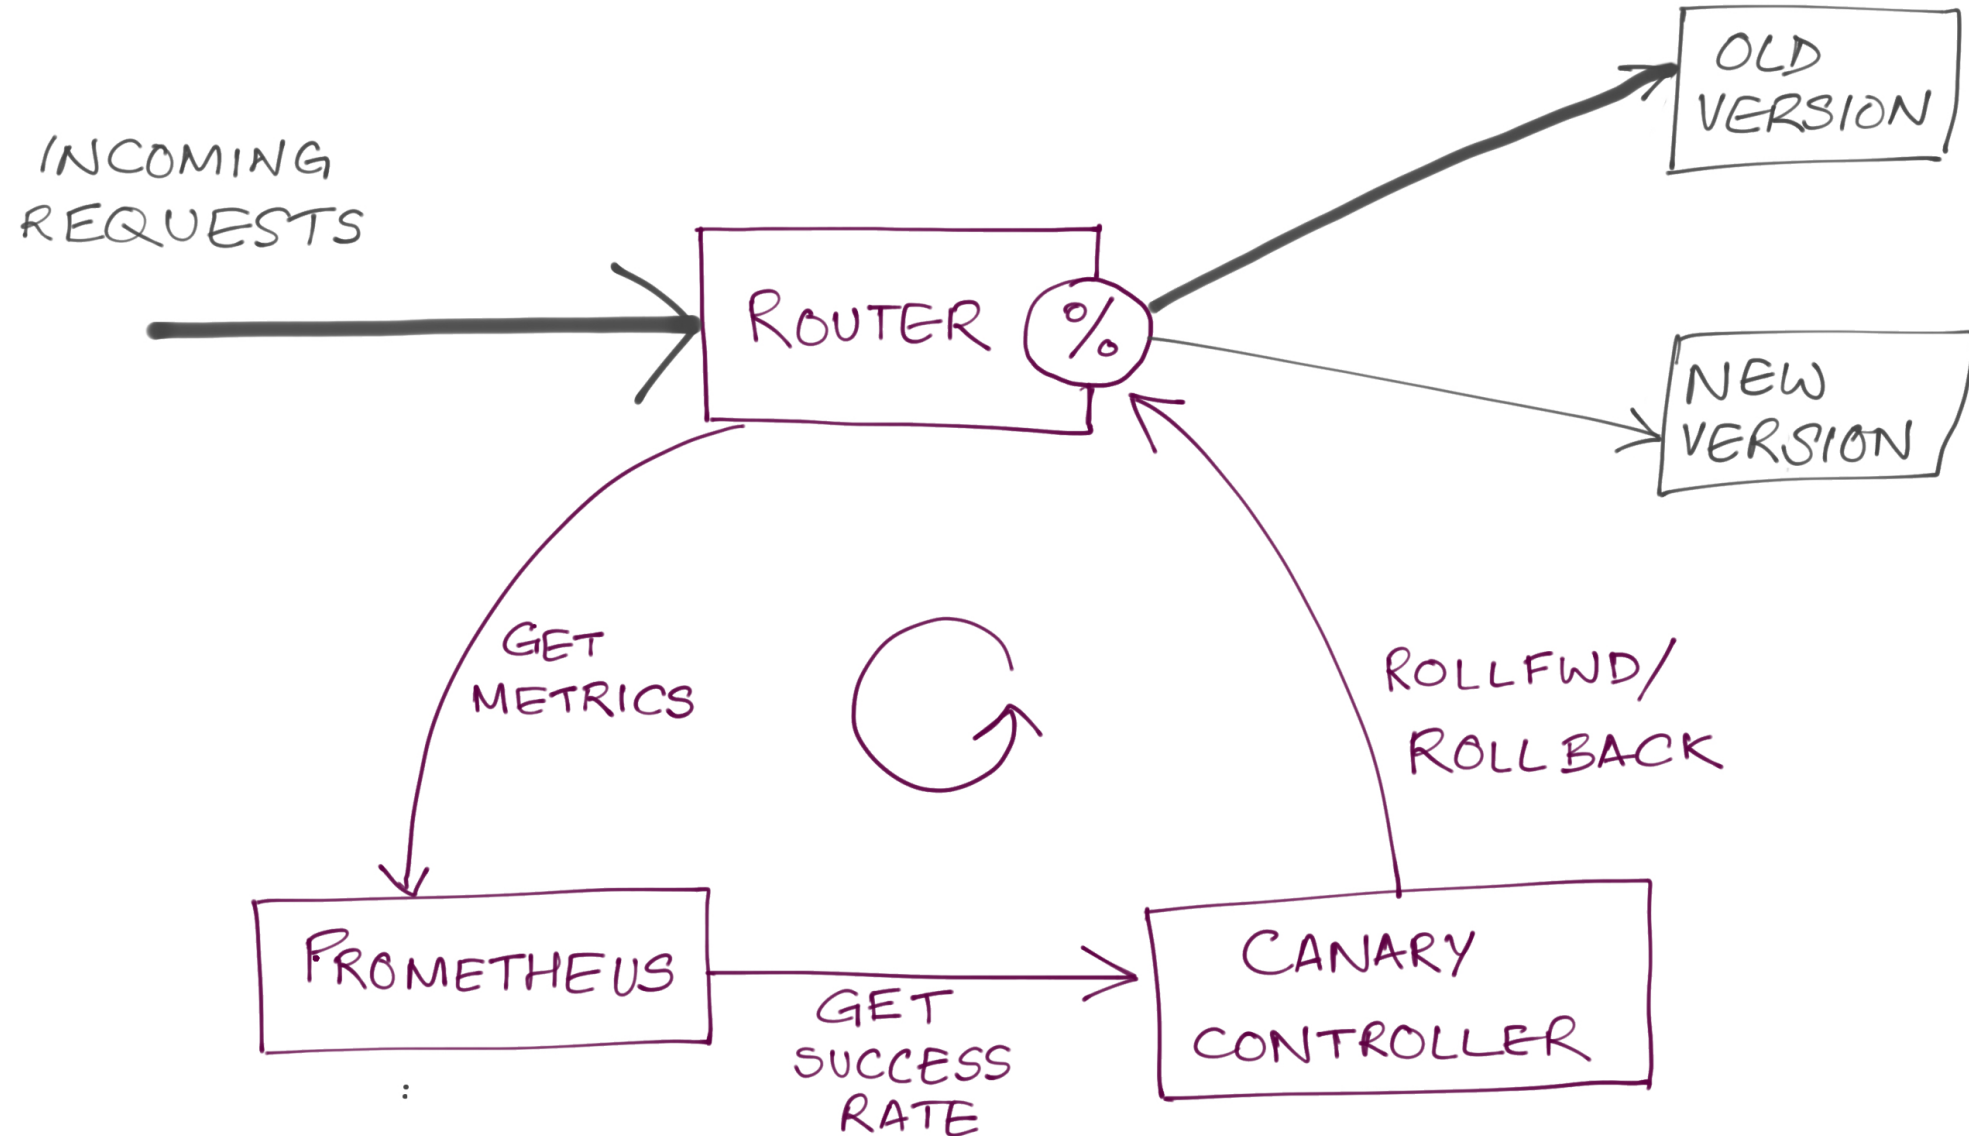 INCOMING
REQUESTS
ROUTER
%
OLD
VERSION
NEW
VERSION
GET
METRICS
ROLLFWD/
ROLLBACK
PROMETHEUS
GET
SUCCESS
RATE
CANARY
CONTROLLER